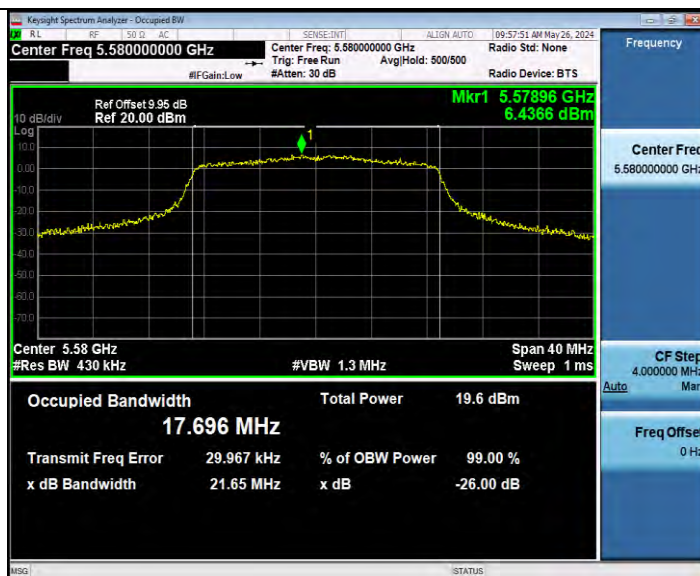 Keysight Spectrum Analyzer - Occupied BW
RL RF 50 Ω AC SENSE:INT ALIGN AUTO 09:57:51 AM May 26, 2024
Center Freq 5.580000000 GHz
Center Freq: 5.580000000 GHz
Radio Std: None
Trig: Free Run Avg|Hold: 500/500
#IFGain:Low #Atten: 30 dB Radio Device: BTS
Mkr1 5.57896 GHz
6.4366 dBm
Ref Offset 9.95 dB
10 dB/div Ref 20.00 dBm
Log
1
10.0
0.00
-10.0
-20.0
-30.0
-40.0
-50.0
-60.0
-70.0
Center 5.58 GHz Span 40 MHz
#Res BW 430 kHz #VBW 1.3 MHz Sweep 1 ms
Occupied Bandwidth Total Power 19.6 dBm
17.696 MHz
Transmit Freq Error 29.967 kHz % of OBW Power 99.00 %
x dB Bandwidth 21.65 MHz x dB -26.00 dB
MSG STATUS
Frequency
Center Freq
5.580000000 GHz
CF Step
4.000000 MHz
Auto Man
Freq Offset
0 Hz